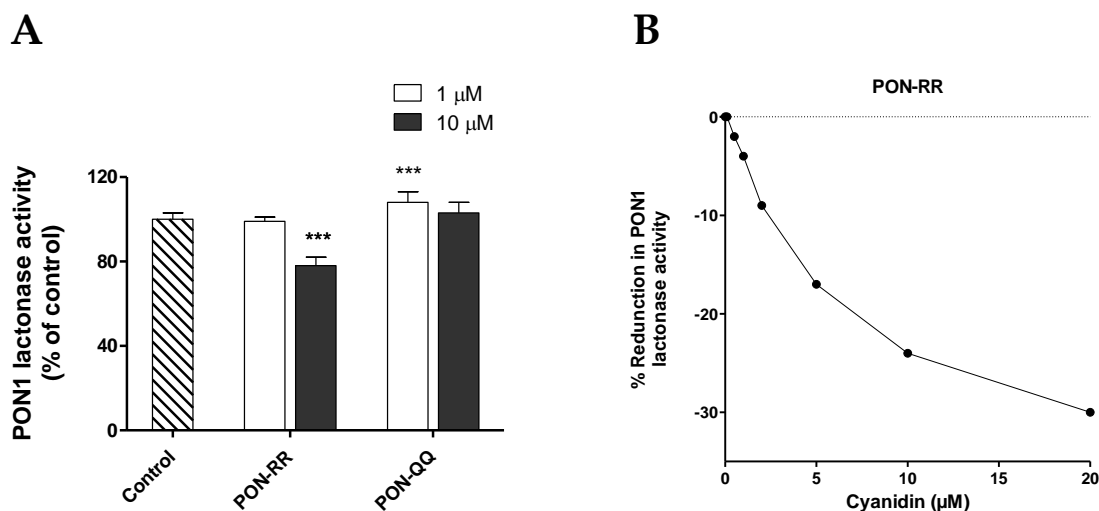 A
1 μM
10 μM
PON1 lactonase activity
(% of control)
120
80
40
0
***
***
Control
PON-RR
PON-QQ
B
PON-RR
% Redunction in PON1
lactonase activity
0
-10
-20
-30
0
5
10
15
20
Cyanidin (µM)